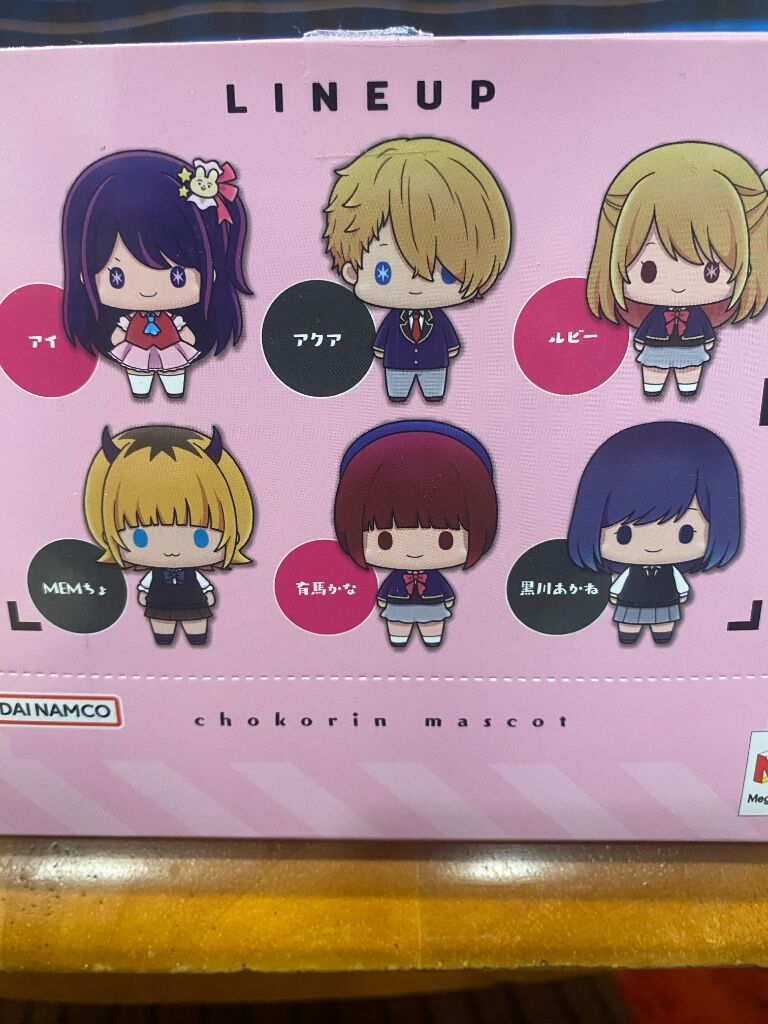 LINEUP
アイ
アクア
ルビー
MEMちょ
有馬かな
黒川あかね
DAI NAMCO
chokorin mascot
Meg